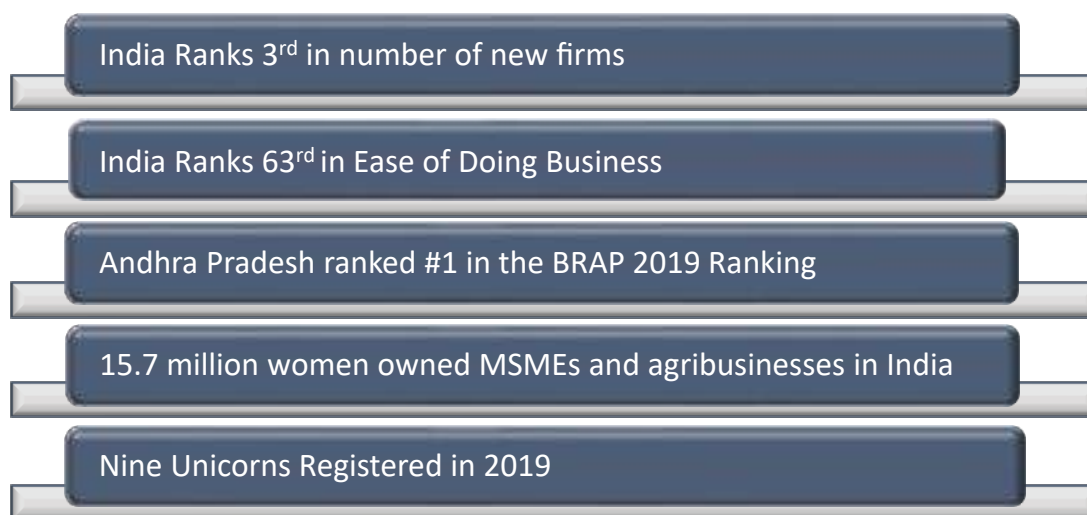 India Ranks 3rd in number of new firms
India Ranks 63rd in Ease of Doing Business
Andhra Pradesh ranked #1 in the BRAP 2019 Ranking
15.7 million women owned MSMEs and agribusinesses in India
Nine Unicorns Registered in 2019